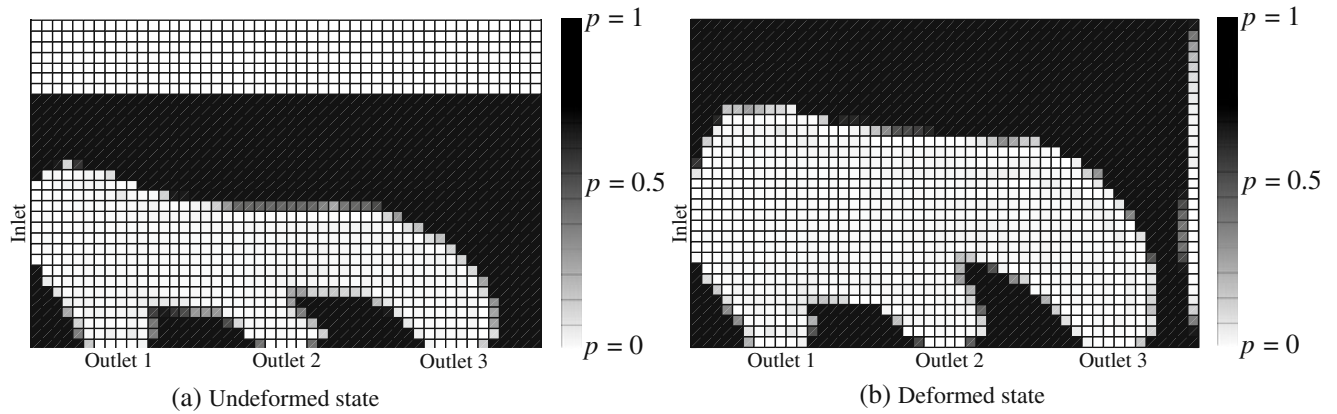 p = 1
p = 0.5
p = 0
Inlet
Outlet 1
Outlet 2
Outlet 3
(a) Undeformed state
p = 1
p = 0.5
p = 0
Inlet
Outlet 1
Outlet 2
Outlet 3
(b) Deformed state